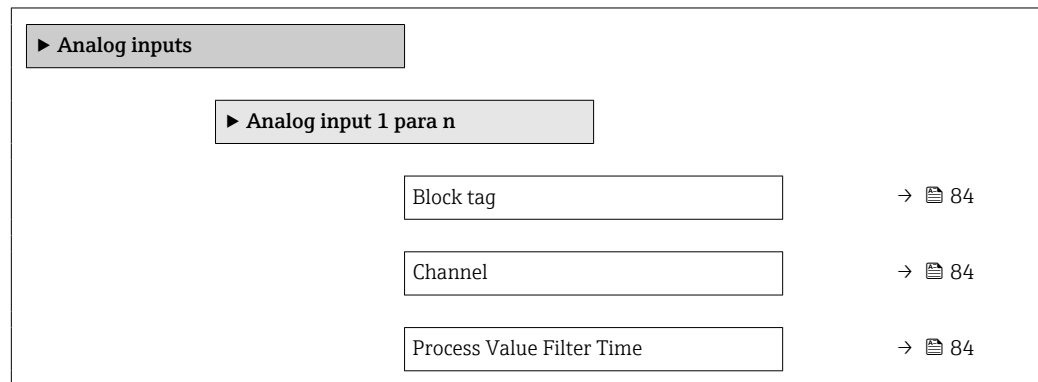 ▶ Analog inputs
▶ Analog input 1 para n
Block tag → 84
Channel → 84
Process Value Filter Time → 84